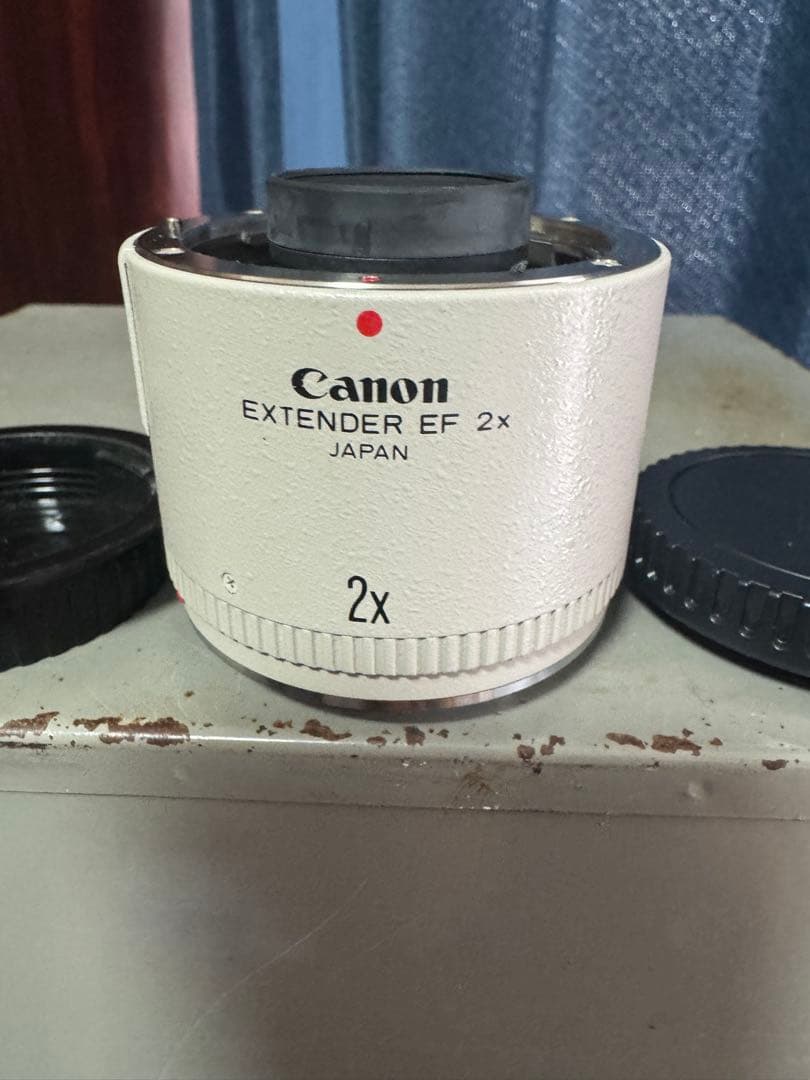 Canon
EXTENDER EF 2x
JAPAN
2x